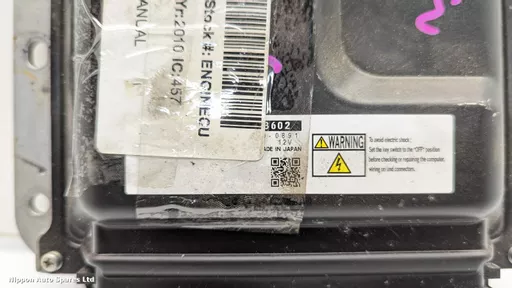 Stock#: ENGINEECU
Yr:2010 IC:457
ANUAL
3602
-0891
12V
DE IN JAPAN
WARNING
To avoid electric shock;
Set the key switch to the "OFF" position
before checking or repairing the computer,
wiring or and connectors.
Nippon Auto Spares Ltd